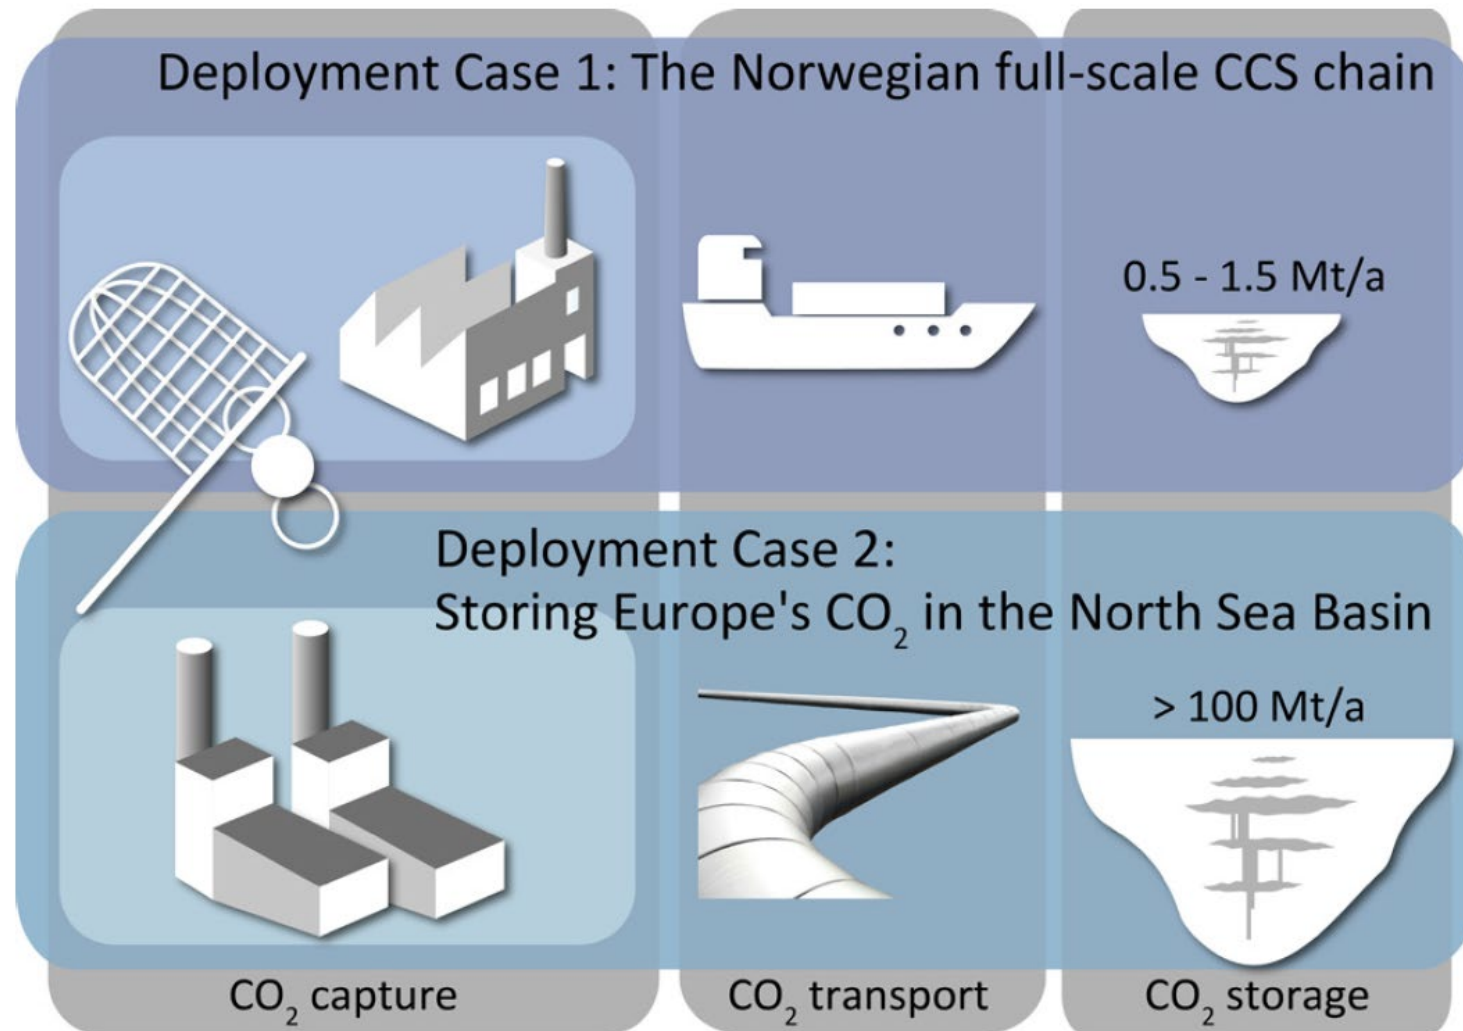 Deployment Case 1: The Norwegian full-scale CCS chain
0.5 - 1.5 Mt/a
Deployment Case 2:
Storing Europe's CO₂ in the North Sea Basin
> 100 Mt/a
CO₂ capture
CO₂ transport
CO₂ storage